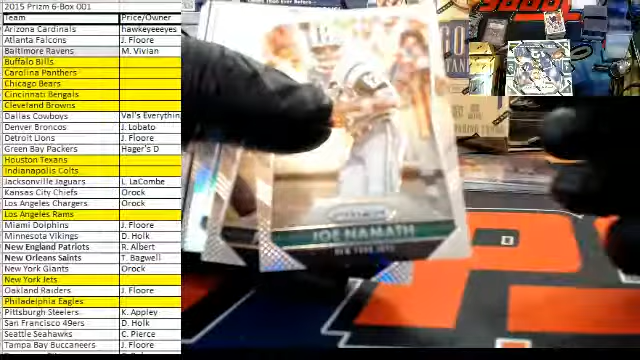 2015 Prizm 6-Box 001
Team Price/Owner
Arizona Cardinals hawkeyeeeyes
Atlanta Falcons J. Floore
Baltimore Ravens M. Vivian
Buffalo Bills
Carolina Panthers
Chicago Bears
Cincinnati Bengals
Cleveland Browns
Dallas Cowboys Val's Everythin
Denver Broncos J. Lobato
Detroit Lions J. Floore
Green Bay Packers Hager's D
Houston Texans
Indianapolis Colts
Jacksonville Jaguars L. LaCombe
Kansas City Chiefs Orock
Los Angeles Chargers Orock
Los Angeles Rams
Miami Dolphins J. Floore
Minnesota Vikings D. Holk
New England Patriots R. Albert
New Orleans Saints T. Bagwell
New York Giants Orock
New York Jets
Oakland Raiders J. Floore
Philadelphia Eagles
Pittsburgh Steelers K. Appley
San Francisco 49ers D. Holk
Seattle Seahawks C. Pierce
Tampa Bay Buccaneers J. Floore
PRIZM
JOE NAMATH
NEW YORK JETS